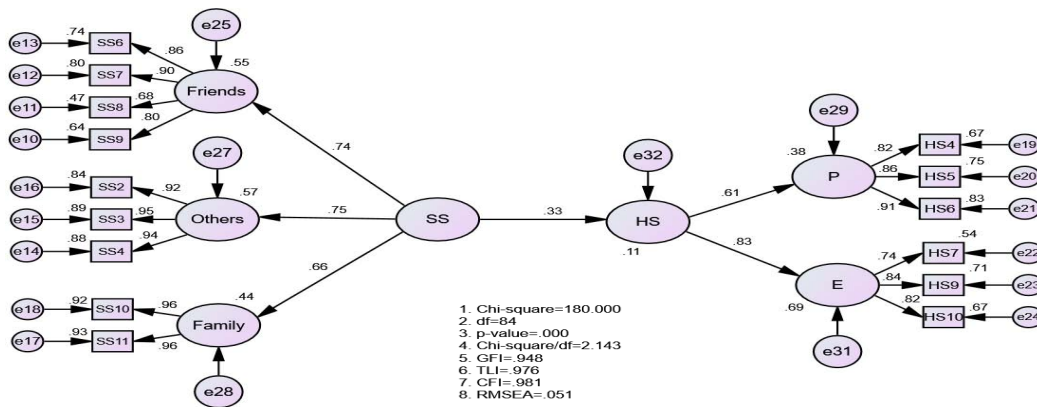 e25
e13
.74
SS6
.86
.55
e12
.80
SS7
.90
Friends
e11
.47
SS8
.68
e10
.64
SS9
.80
.74
e27
e16
.84
SS2
.92
.57
e15
.89
SS3
.95
Others
.75
e14
.88
SS4
.94
SS
.33
.66
e18
.92
SS10
.96
.44
Family
e17
.93
SS11
.96
e28
e32
HS
.11
.61
.83
e29
.38
P
.82
HS4
.67
e19
.86
HS5
.75
e20
.91
HS6
.83
e21
.54
.74
HS7
e22
E
.84
HS9
.71
e23
.69
.82
HS10
.67
e24
e31
1. Chi-square=180.000
2. df=84
3. p-value=.000
4. Chi-square/df=2.143
5. GFI=.948
6. TLI=.976
7. CFI=.981
8. RMSEA=.051